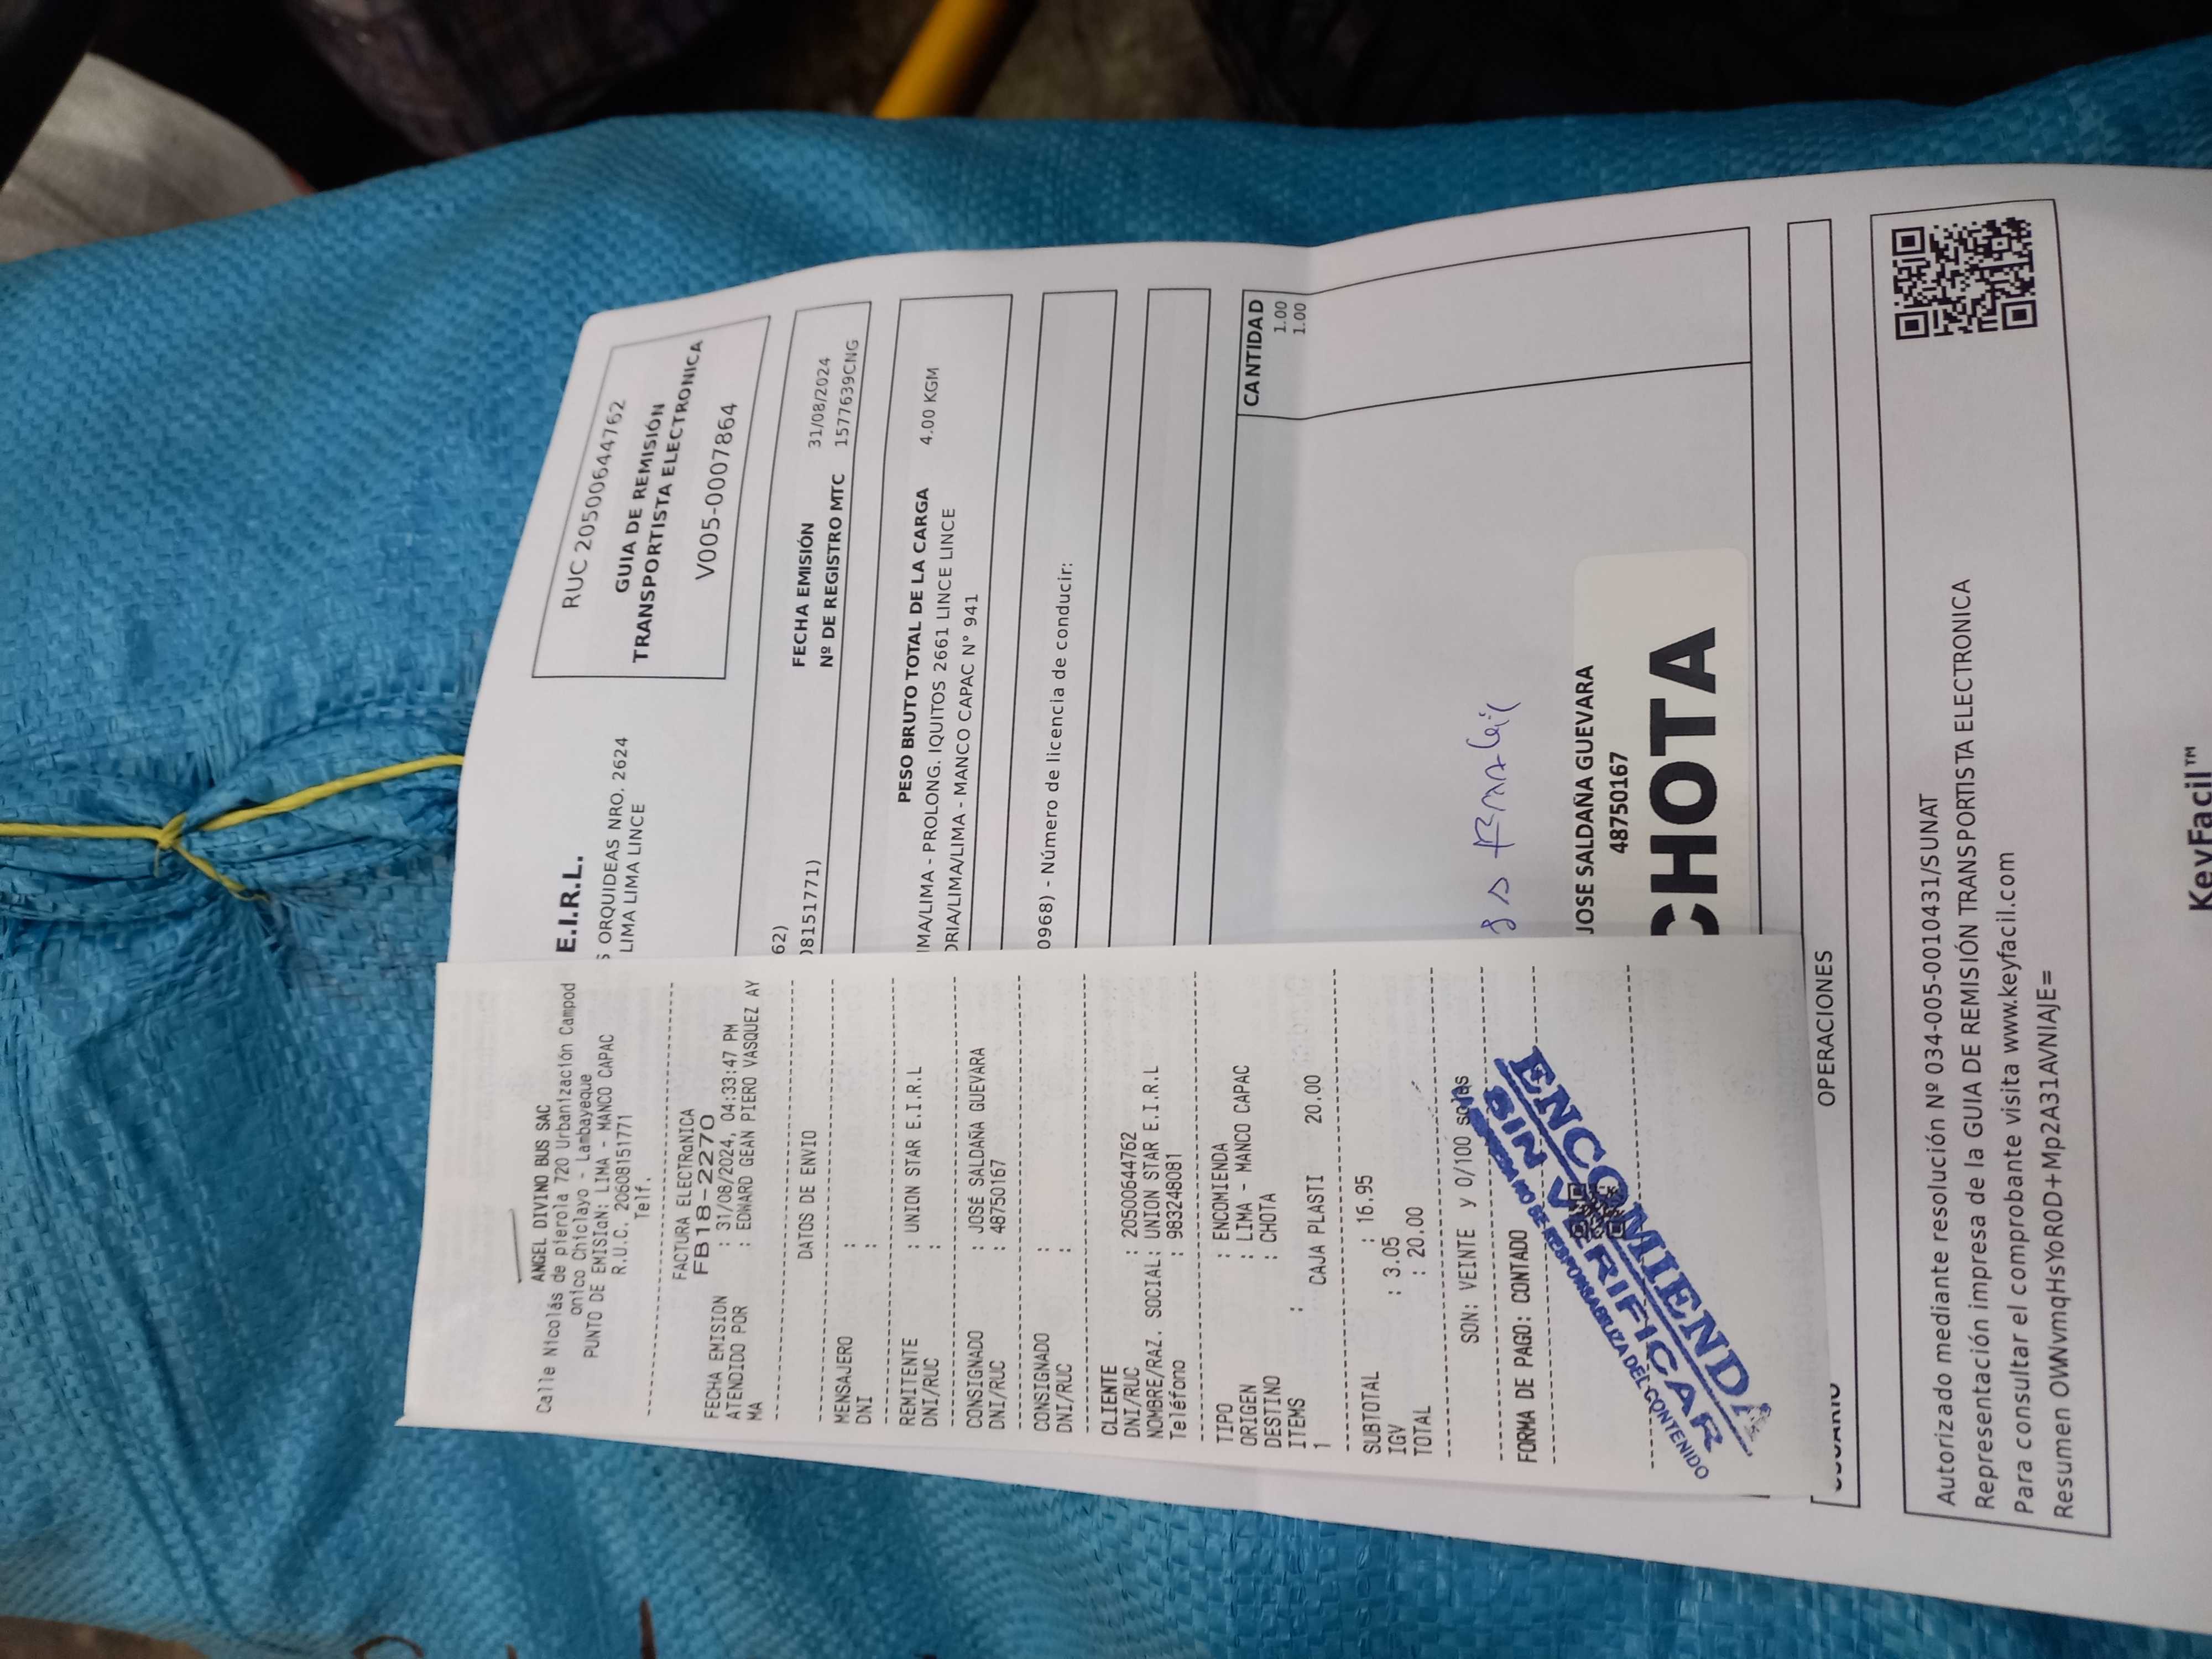 ANGEL DIVINO BUS SAC
Calle Nicolás de pierola 720 Urbanización Campod
onico Chiclayo - Lambayeque
PUNTO DE EMISIαN: LIMA - MANCO CAPAC
R.U.C. 20608151771
Telf.
FACTURA ELECTRαNICA
FB18-2270
FECHA EMISION : 31/08/2024, 04:33:47 PM
ATENDIDO POR : EDWARD GEAN PIERO VASQUEZ AY
MA
DATOS DE ENVIO
MENSAJERO :
DNI :
REMITENTE : UNION STAR E.I.R.L
DNI/RUC :
CONSIGNADO : JOSÉ SALDAÑA GUEVARA
DNI/RUC : 48750167
CONSIGNADO :
DNI/RUC :
CLIENTE
DNI/RUC : 20500644762
NOMBRE/RAZ. SOCIAL: UNION STAR E.I.R.L
Teléfono : 983248081
TIPO : ENCOMIENDA
ORIGEN : LIMA - MANCO CAPAC
DESTINO : CHOTA
ITEMS :
1 CAJA PLASTI 20.00
SUBTOTAL : 16.95
IGV : 3.05
TOTAL : 20.00
SON: VEINTE y 0/100 soles
FORMA DE PAGO: CONTADO
ENCOMIENDA
SIN VERIFICAR
NO SE RESPONSABILIZA DEL CONTENIDO
E.I.R.L.
S ORQUIDEAS NRO. 2624
LIMA LIMA LINCE
RUC 20500644762
GUIA DE REMISIÓN
TRANSPORTISTA ELECTRONICA
V005-0007864
62)
08151771)
FECHA EMISIÓN 31/08/2024
Nº DE REGISTRO MTC 1577639CNG
PESO BRUTO TOTAL DE LA CARGA 4.00 KGM
IMA/LIMA - PROLONG. IQUITOS 2661 LINCE LINCE
ORIA/LIMA/LIMA - MANCO CAPAC N° 941
0968) - Número de licencia de conducir:
CANTIDAD
1.00
1.00
JOSE SALDAÑA GUEVARA
48750167
CHOTA
OPERACIONES
Autorizado mediante resolución Nº 034-005-0010431/SUNAT
Representación impresa de la GUIA DE REMISIÓN TRANSPORTISTA ELECTRONICA
Para consultar el comprobante visita www.keyfacil.com
Resumen OWNvmqHsYoR0D+Mp2A31AVNIAJE=
KeyFacil™